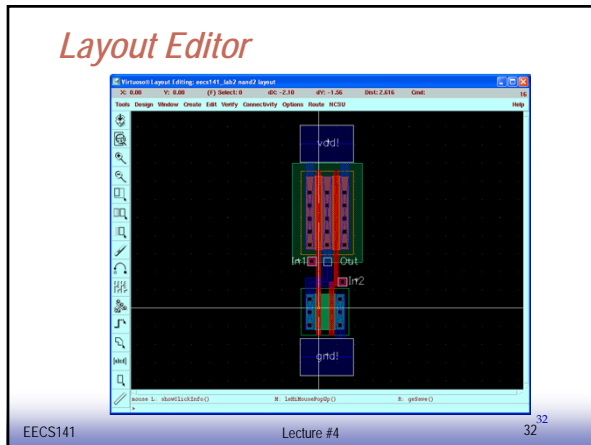 Layout Editor
Virtuoso® Layout Editing: eecs141_lab2 nand2 layout
X: 0.00 Y: 0.00 (F) Select: 0 dX: -2.10 dY: -1.56 Dist: 2.616 Cmd: 16
Tools Design Window Create Edit Verify Connectivity Options Route NCSU Help
vdd!
In1 Out
In2
gnd!
[abcd]
mouse L: showClickInfo() M: leHiMousePopUp() R: geSave()
>
32
EECS141 Lecture #4 32